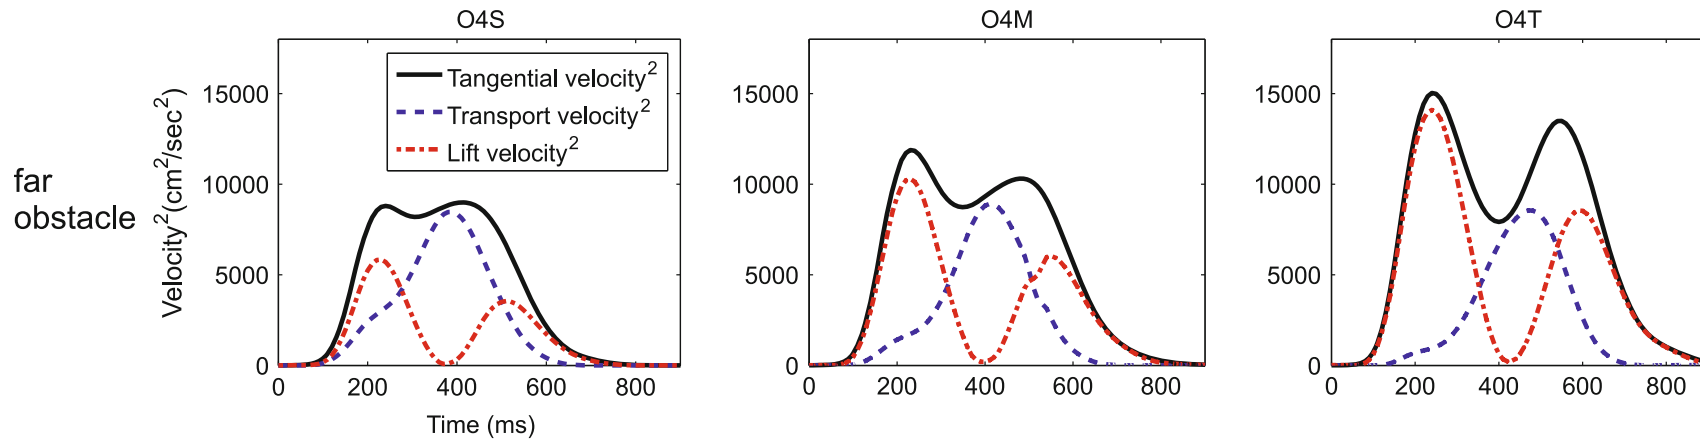 O4S
O4M
O4T
far
obstacle
Velocity² (cm²/sec²)
15000
10000
5000
0
Tangential velocity²
Transport velocity²
Lift velocity²
0 200 400 600 800
Time (ms)
15000
10000
5000
0
0 200 400 600 800
15000
10000
5000
0
0 200 400 600 800